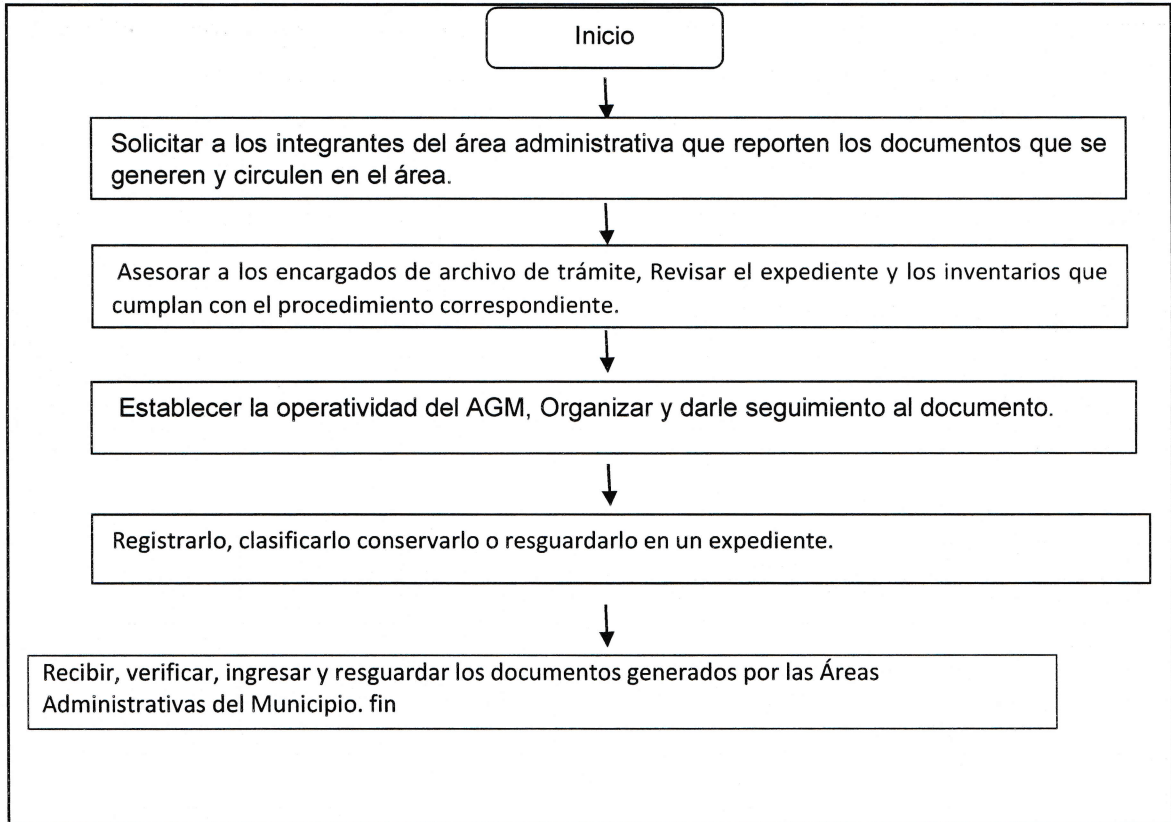 Inicio
Solicitar a los integrantes del área administrativa que reporten los documentos que se
generen y circulen en el área.
Asesorar a los encargados de archivo de trámite, Revisar el expediente y los inventarios que
cumplan con el procedimiento correspondiente.
Establecer la operatividad del AGM, Organizar y darle seguimiento al documento.
Registrarlo, clasificarlo conservarlo o resguardarlo en un expediente.
Recibir, verificar, ingresar y resguardar los documentos generados por las Áreas
Administrativas del Municipio. fin